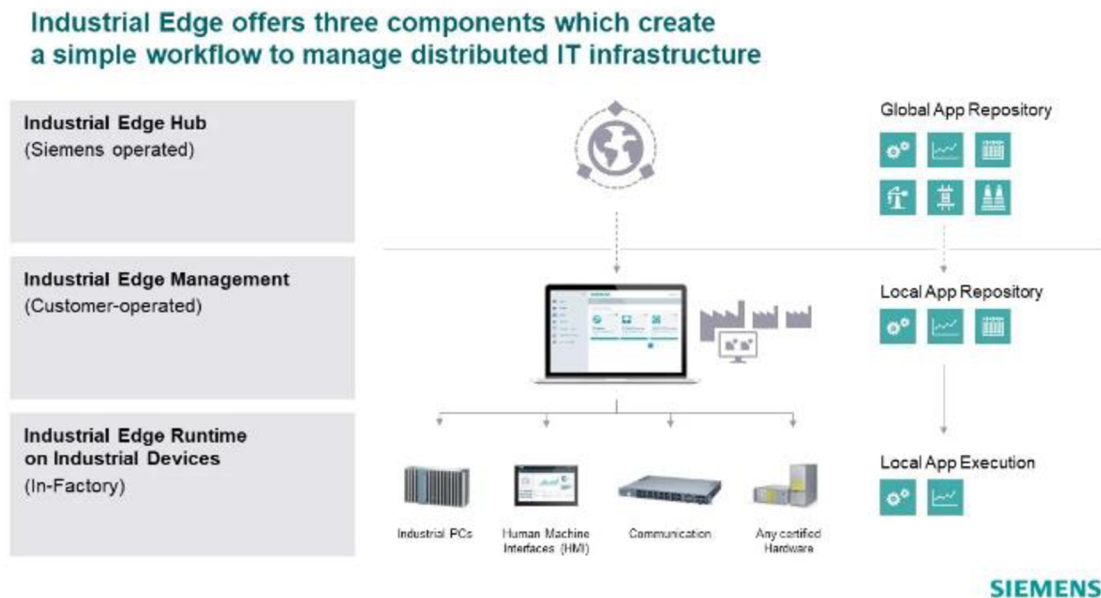 Industrial Edge offers three components which create
a simple workflow to manage distributed IT infrastructure
Industrial Edge Hub
(Siemens operated)
Global App Repository
Industrial Edge Management
(Customer-operated)
SIEMENS
Local App Repository
Industrial Edge Runtime
on Industrial Devices
(In-Factory)
Local App Execution
Industrial PCs
Human Machine
Interfaces (HMI)
Communication
Any certified
Hardware
SIEMENS